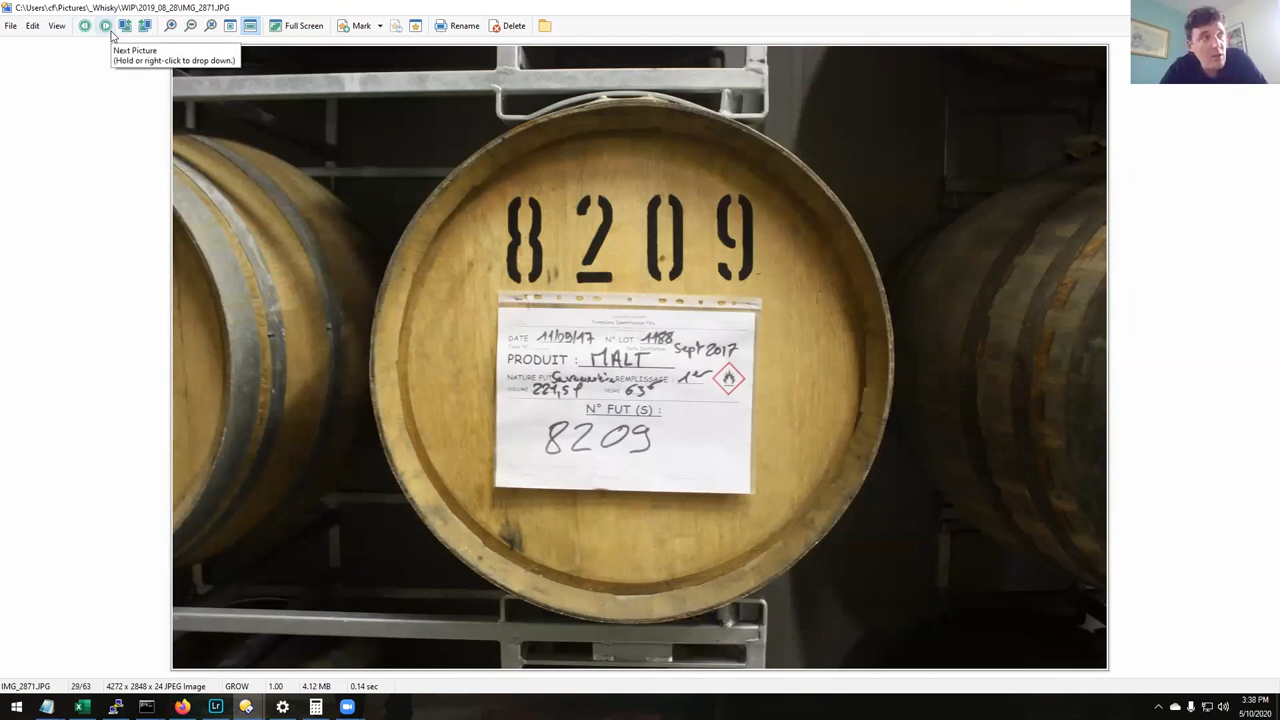 C:\Users\cf\Pictures\_Whisky\WIP\2019_08_28\IMG_2871.JPG
File Edit View Full Screen Mark Rename Delete
Next Picture
(Hold or right-click to drop down.)
8209
DATE 11/09/17 N° LOT 1188
Sept 2017
PRODUIT : MALT
NATURE FUT REMPLISSAGE : 1er
VOLUME 221,5 l 63°
N° FUT (S) :
8209
IMG_2871.JPG 29/63 4272 x 2848 x 24 JPEG Image GROW 1.00 4.12 MB 0.14 sec
3:38 PM
5/10/2020